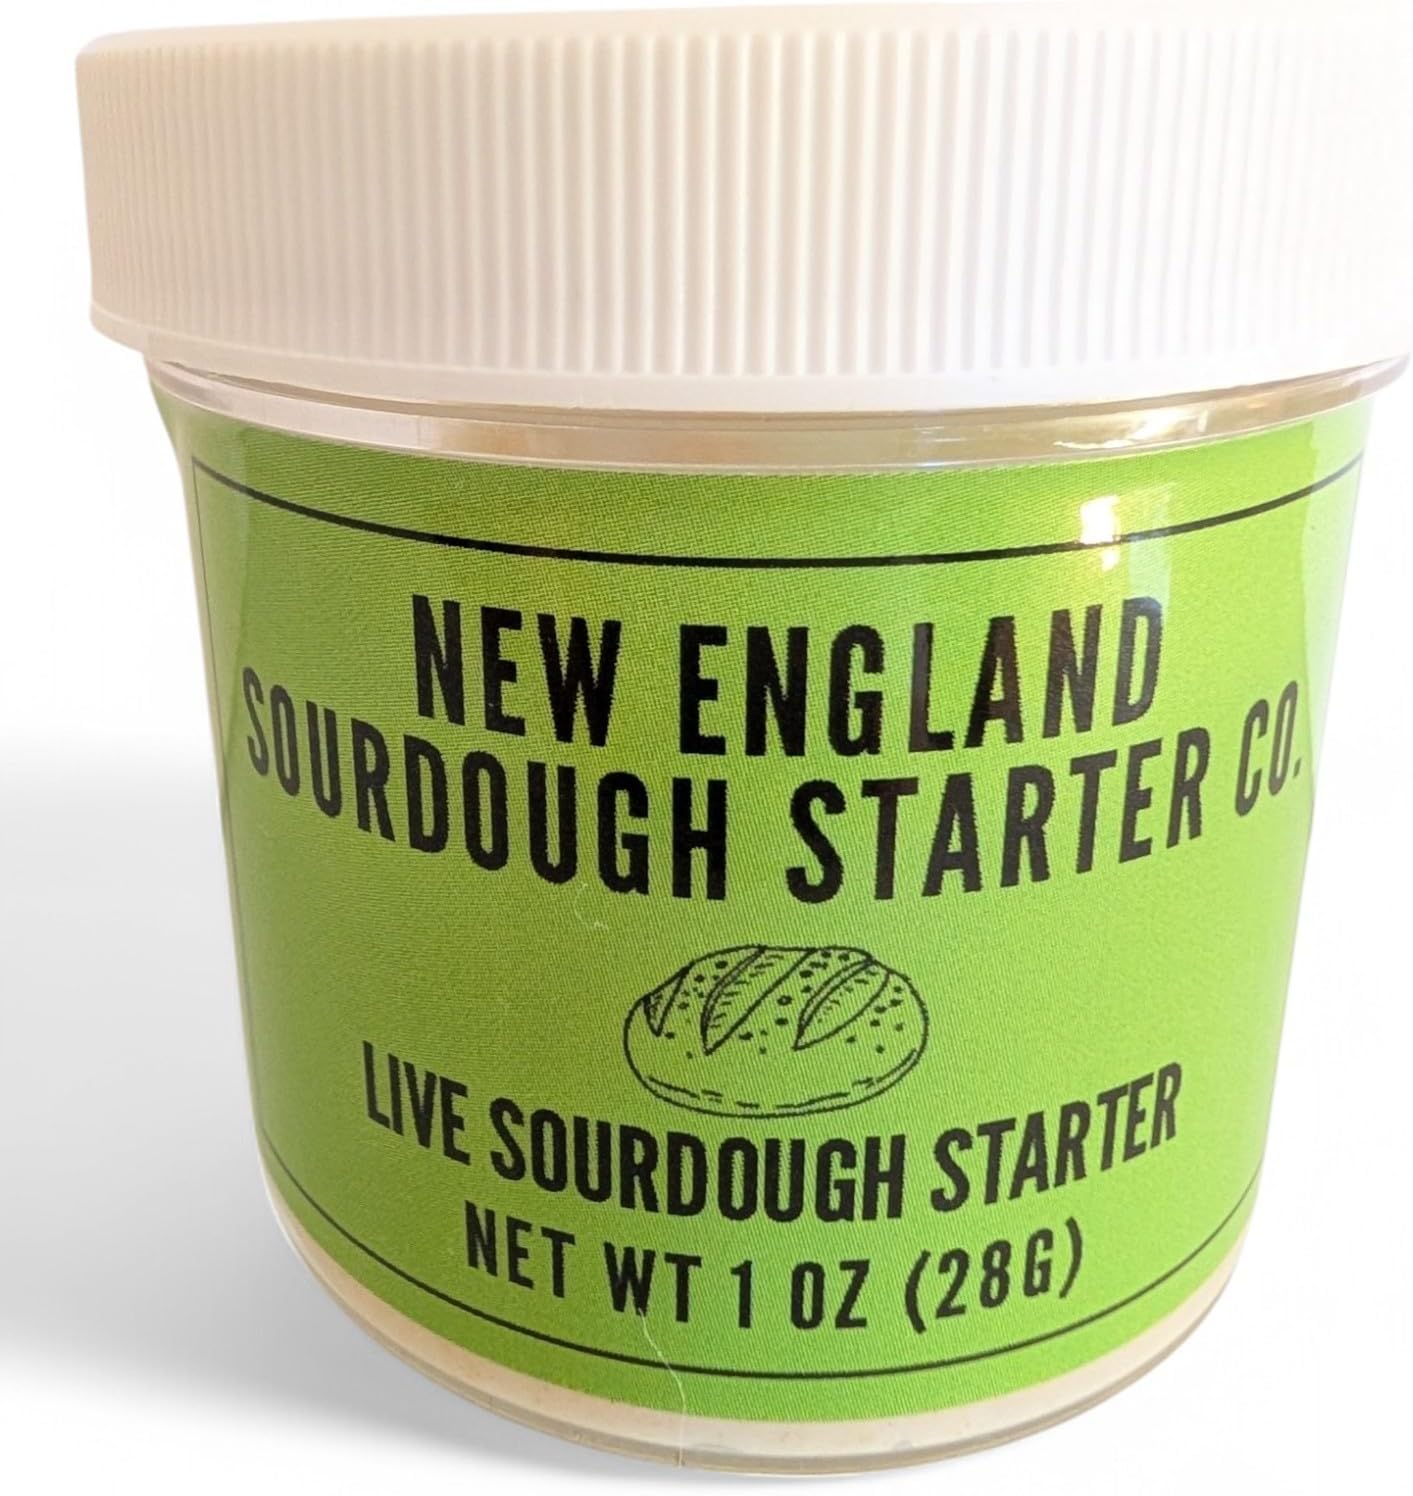 NEW ENGLAND
SOURDOUGH STARTER CO.
LIVE SOURDOUGH STARTER
NET WT 1 OZ (28G)